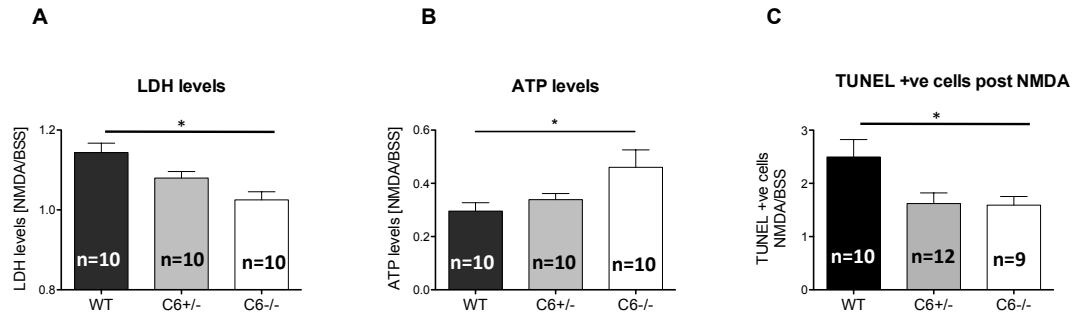 A
LDH levels
LDH levels [NMDA/BSS]
1.2
1.0
0.8
*
n=10
n=10
n=10
WT
C6+/-
C6-/-
B
ATP levels
ATP levels [NMDA/BSS]
0.6
0.4
0.2
0.0
*
n=10
n=10
n=10
WT
C6+/-
C6-/-
C
TUNEL +ve cells post NMDA
TUNEL +ve cells
NMDA/BSS
3
2
1
0
*
n=10
n=12
n=9
WT
C6+/-
C6-/-